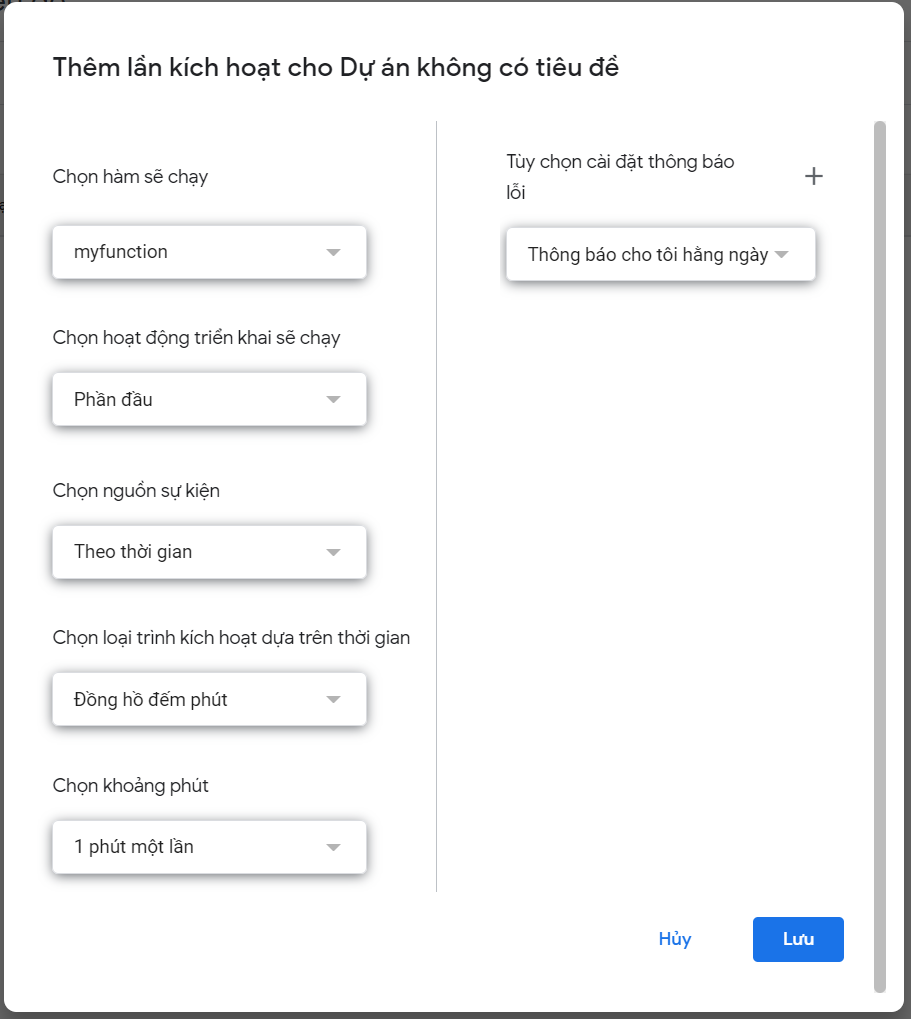 Thêm lần kích hoạt cho Dự án không có tiêu đề
Chọn hàm sẽ chạy
myfunction
Chọn hoạt động triển khai sẽ chạy
Phần đầu
Chọn nguồn sự kiện
Theo thời gian
Chọn loại trình kích hoạt dựa trên thời gian
Đồng hồ đếm phút
Chọn khoảng phút
1 phút một lần
Tùy chọn cài đặt thông báo
lỗi
Thông báo cho tôi hằng ngày
Hủy
Lưu